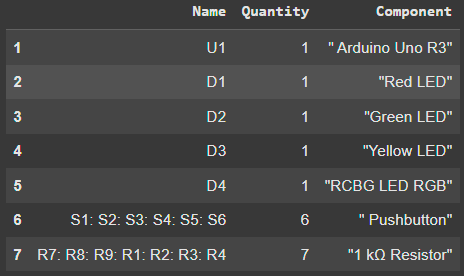 Name Quantity Component
1 U1 1 " Arduino Uno R3"
2 D1 1 "Red LED"
3 D2 1 "Green LED"
4 D3 1 "Yellow LED"
5 D4 1 "RCBG LED RGB"
6 S1: S2: S3: S4: S5: S6 6 " Pushbutton"
7 R7: R8: R9: R1: R2: R3: R4 7 "1 kΩ Resistor"